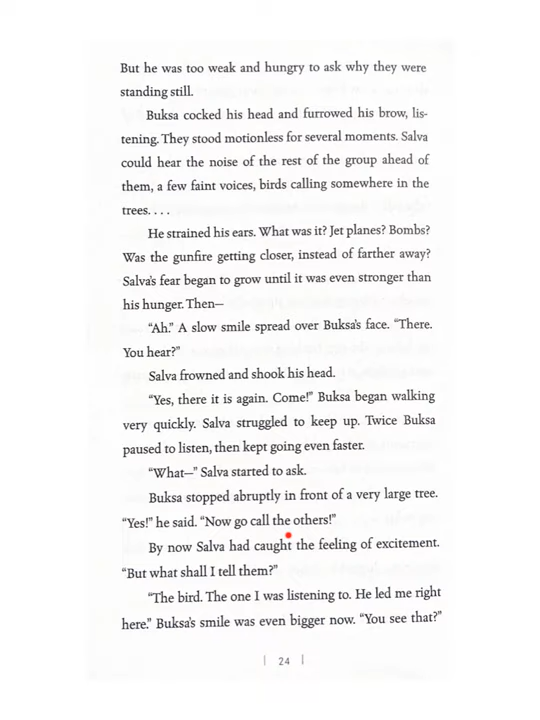 But he was too weak and hungry to ask why they were
standing still.
Buksa cocked his head and furrowed his brow, lis-
tening. They stood motionless for several moments. Salva
could hear the noise of the rest of the group ahead of
them, a few faint voices, birds calling somewhere in the
trees. . . .
He strained his ears. What was it? Jet planes? Bombs?
Was the gunfire getting closer, instead of farther away?
Salva's fear began to grow until it was even stronger than
his hunger. Then—
"Ah." A slow smile spread over Buksa's face. "There.
You hear?"
Salva frowned and shook his head.
"Yes, there it is again. Come!" Buksa began walking
very quickly. Salva struggled to keep up. Twice Buksa
paused to listen, then kept going even faster.
"What—" Salva started to ask.
Buksa stopped abruptly in front of a very large tree.
"Yes!" he said. "Now go call the others!"
By now Salva had caught the feeling of excitement.
"But what shall I tell them?"
"The bird. The one I was listening to. He led me right
here." Buksa's smile was even bigger now. "You see that?"
| 24 |